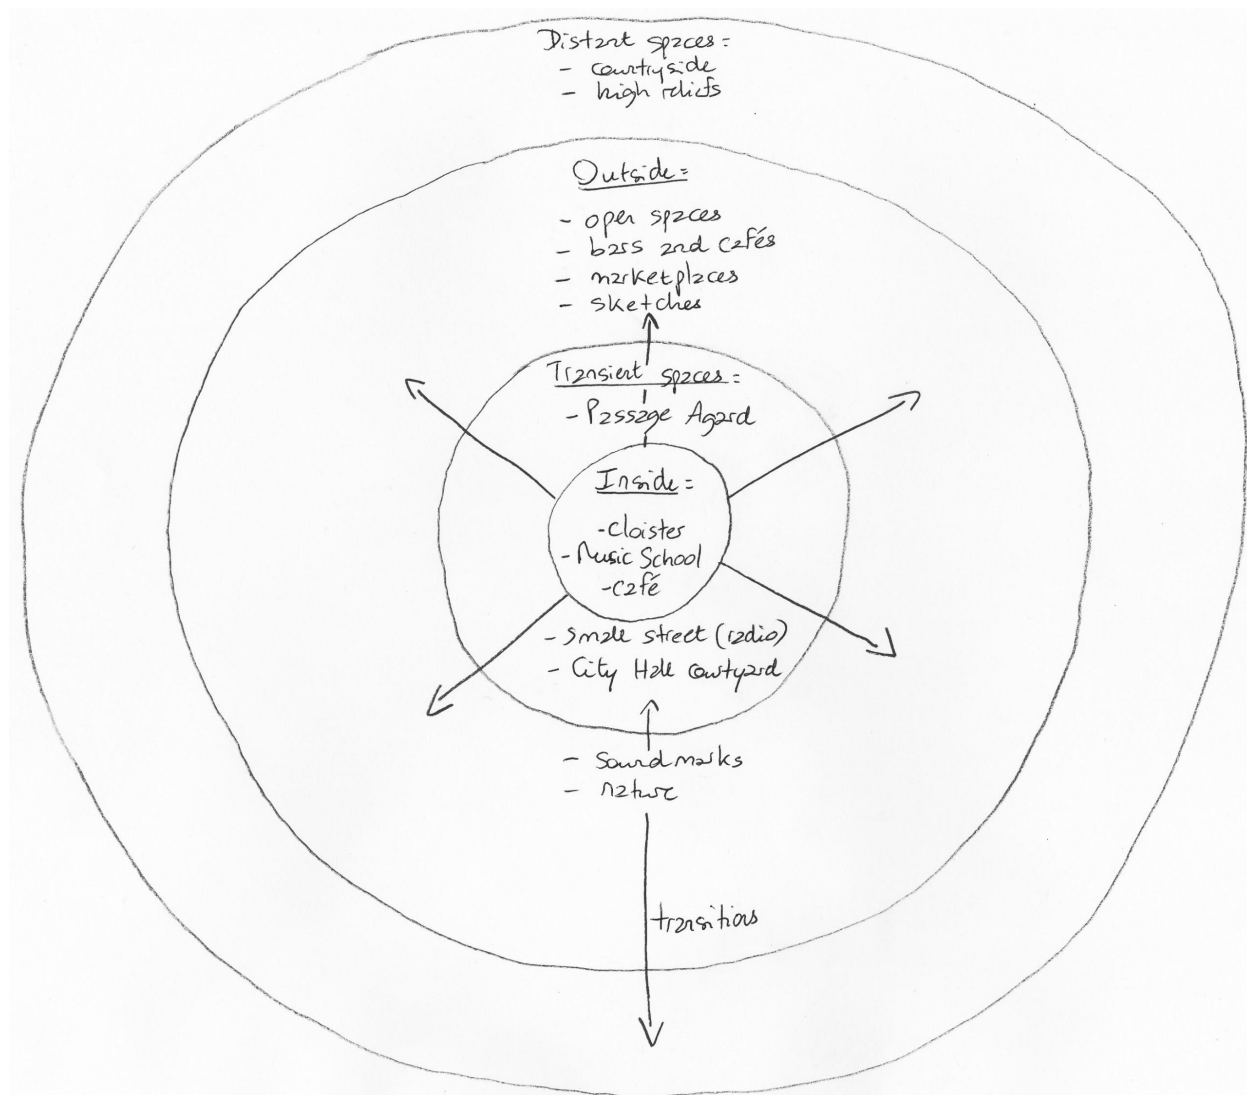 Distant spaces =
- countryside
- high reliefs
Outside =
- open spaces
- bars and cafés
- marketplaces
- sketches
Transient spaces =
- Passage Agard
Inside =
- Cloister
- Music School
- Café
- Small street (radio)
- City Hall courtyard
- Soundmarks
- nature
transitions